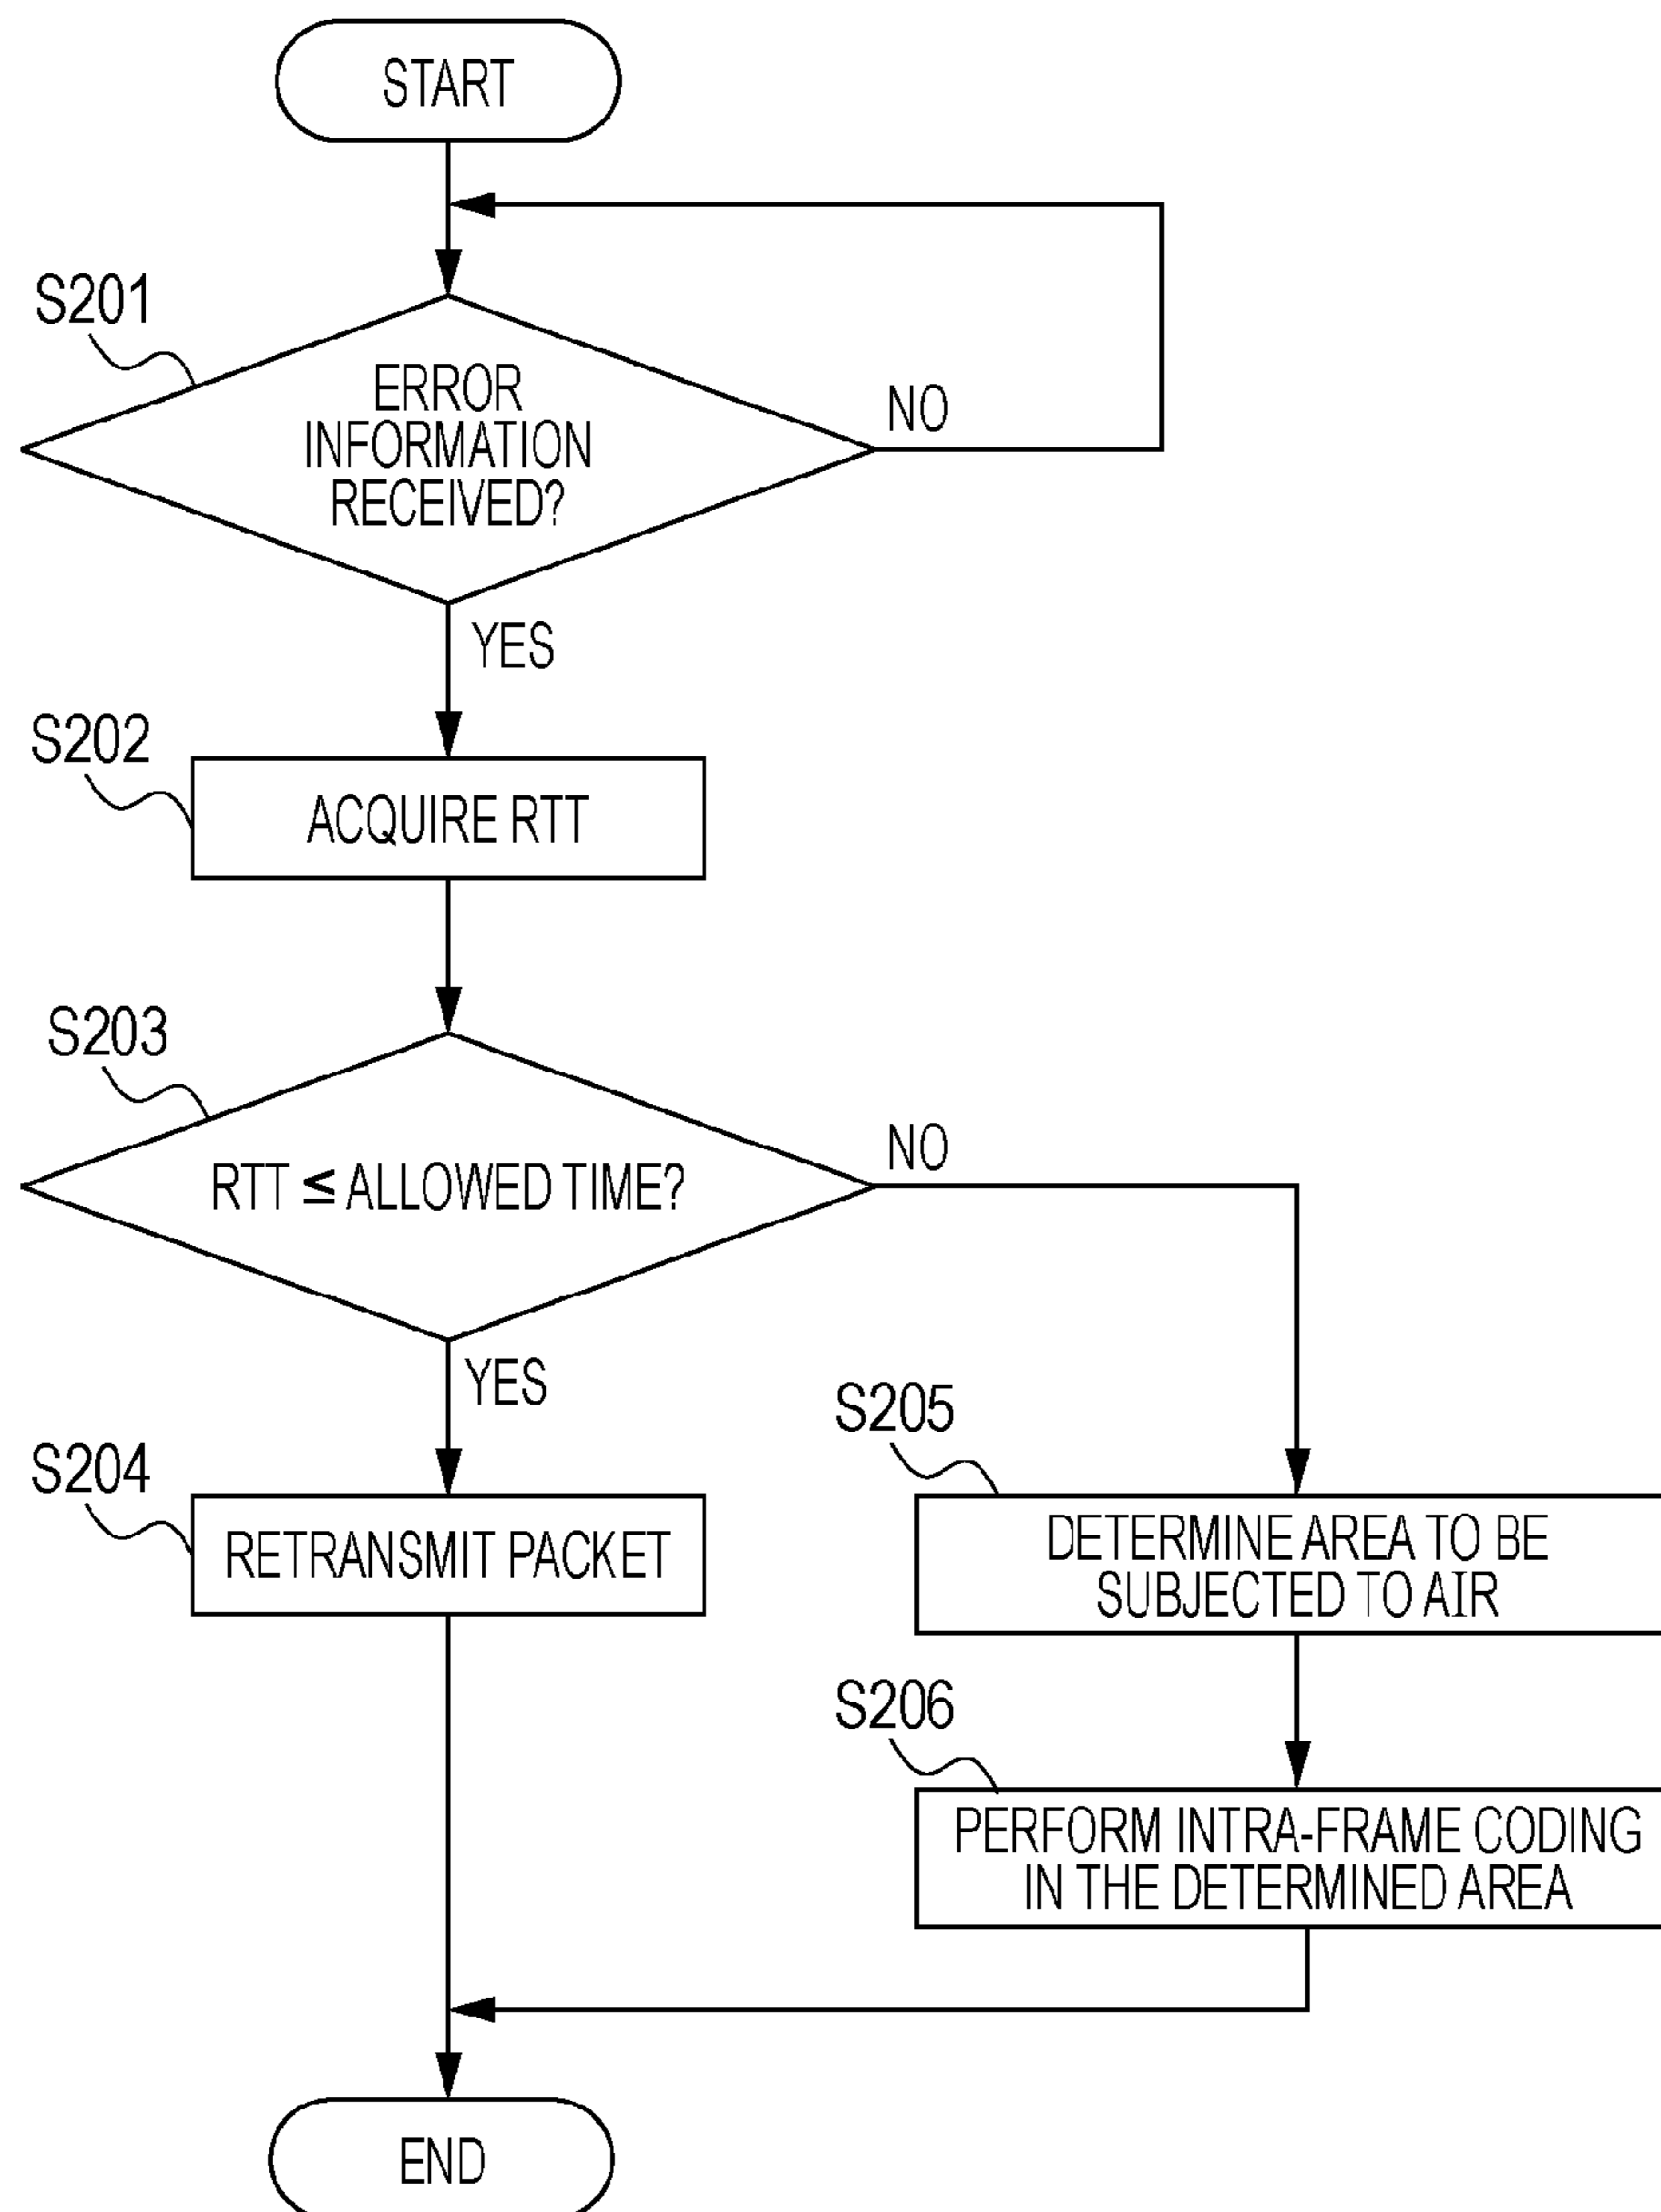 START
S201
ERROR
INFORMATION
RECEIVED?
NO
YES
S202
ACQUIRE RTT
S203
RTT ≤ ALLOWED TIME?
NO
YES
S204
RETRANSMIT PACKET
S205
DETERMINE AREA TO BE
SUBJECTED TO AIR
S206
PERFORM INTRA-FRAME CODING
IN THE DETERMINED AREA
END